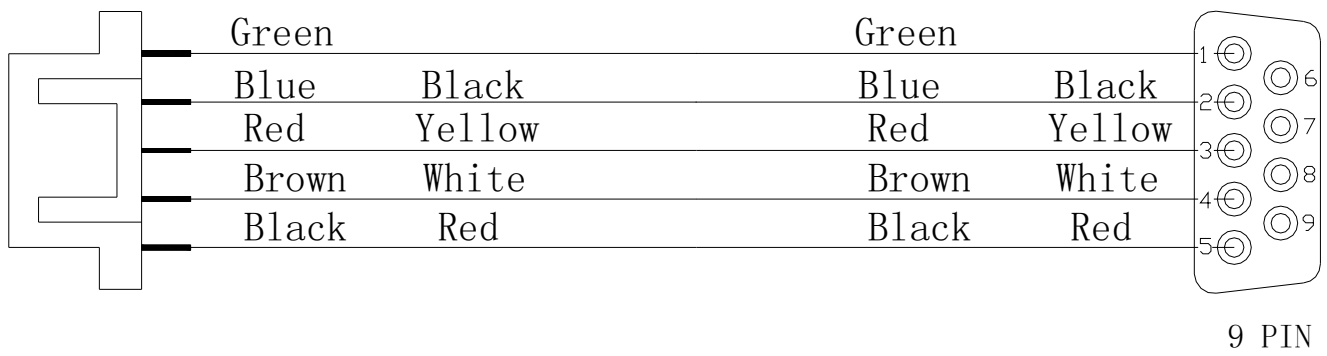 Green Green
1
6
Blue Black Blue Black
2
Red Yellow Red Yellow
7
3
Brown White Brown White
8
4
Black Red Black Red
9
5
9 PIN